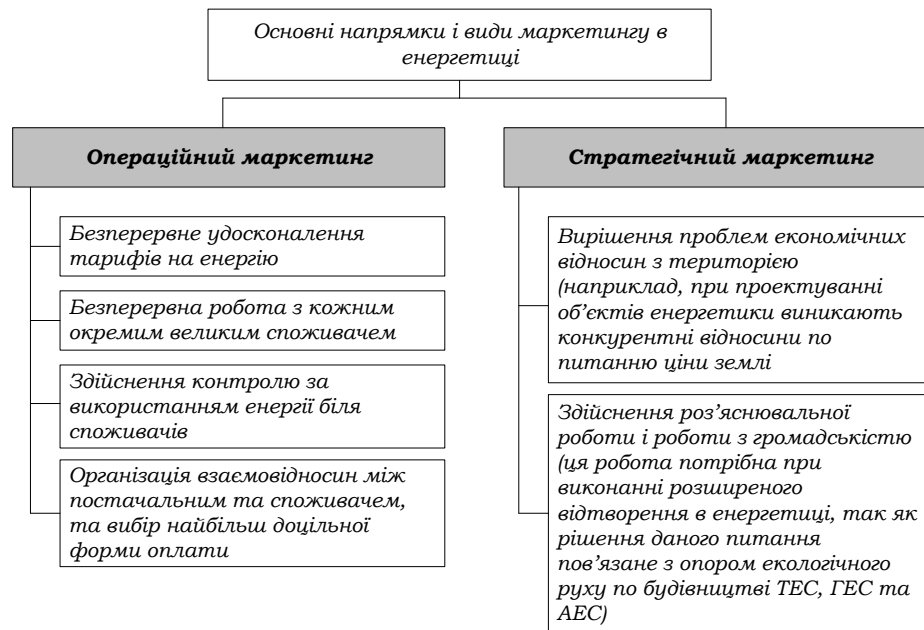 Основні напрямки і види маркетингу в
енергетиці
Операційний маркетинг
Безперервне удосконалення
тарифів на енергію
Безперервна робота з кожним
окремим великим споживачем
Здійснення контролю за
використанням енергії біля
споживачів
Організація взаємовідносин між
постачальним та споживачем,
та вибір найбільш доцільної
форми оплати
Стратегічний маркетинг
Вирішення проблем економічних
відносин з територією
(наприклад, при проектуванні
об’єктів енергетики виникають
конкурентні відносини по
питанню ціни землі
Здійснення роз’яснювальної
роботи і роботи з громадськістю
(ця робота потрібна при
виконанні розширеного
відтворення в енергетиці, так як
рішення даного питання
пов’язане з опором екологічного
руху по будівництві ТЕС, ГЕС та
АЕС)